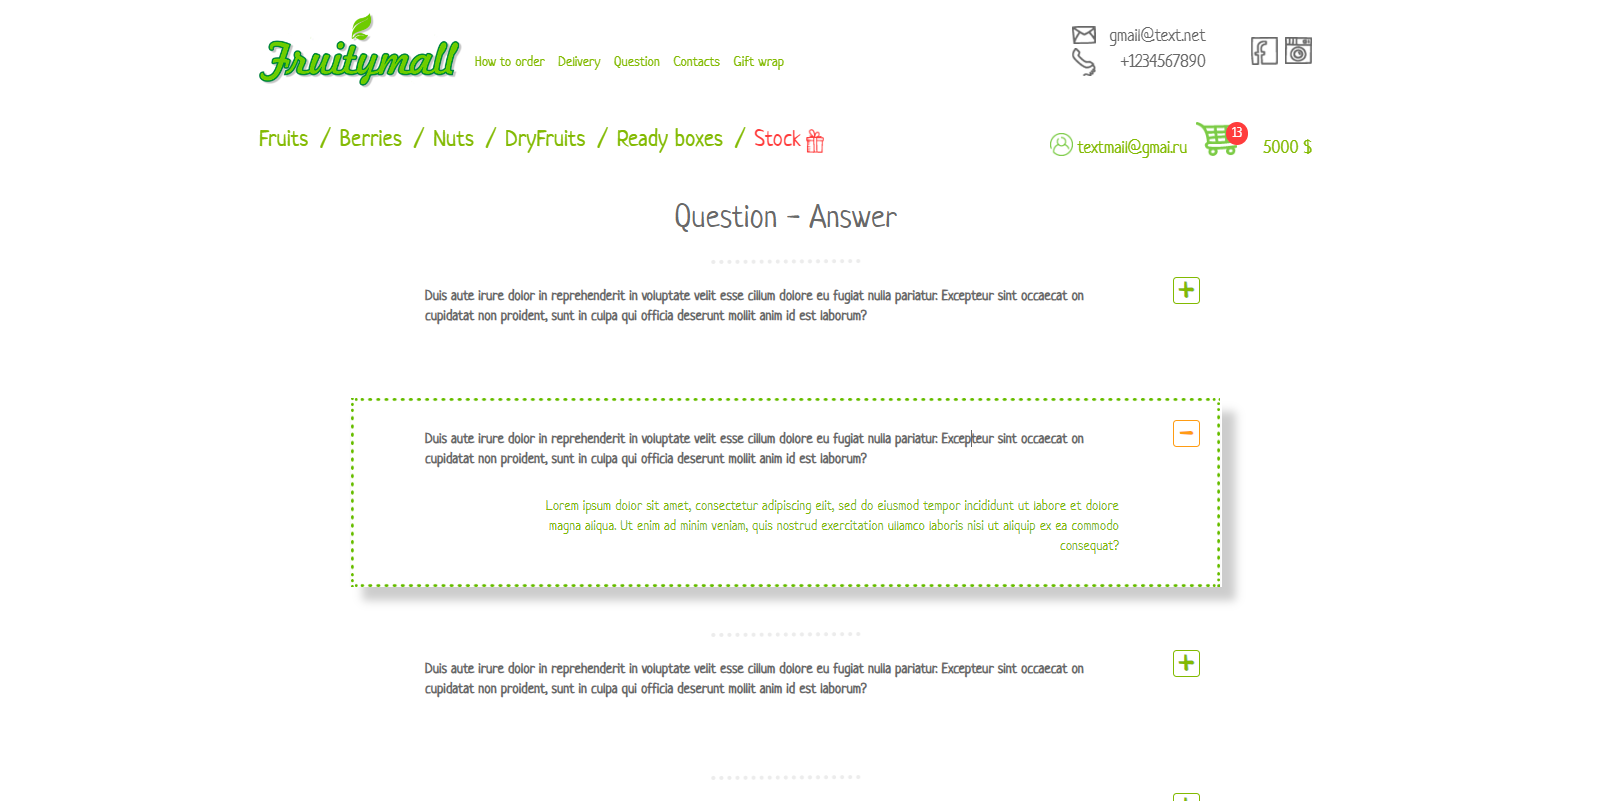 Fruitymall
How to order Delivery Question Contacts Gift wrap
gmail@text.net
+1234567890
Fruits / Berries / Nuts / DryFruits / Ready boxes / Stock
textmail@gmai.ru 13 5000 $
Question - Answer
Duis aute irure dolor in reprehenderit in voluptate velit esse cillum dolore eu fugiat nulla pariatur. Excepteur sint occaecat on
cupidatat non proident, sunt in culpa qui officia deserunt mollit anim id est laborum?
Duis aute irure dolor in reprehenderit in voluptate velit esse cillum dolore eu fugiat nulla pariatur. Excepteur sint occaecat on
cupidatat non proident, sunt in culpa qui officia deserunt mollit anim id est laborum?
Lorem ipsum dolor sit amet, consectetur adipiscing elit, sed do eiusmod tempor incididunt ut labore et dolore
magna aliqua. Ut enim ad minim veniam, quis nostrud exercitation ullamco laboris nisi ut aliquip ex ea commodo
consequat?
Duis aute irure dolor in reprehenderit in voluptate velit esse cillum dolore eu fugiat nulla pariatur. Excepteur sint occaecat on
cupidatat non proident, sunt in culpa qui officia deserunt mollit anim id est laborum?